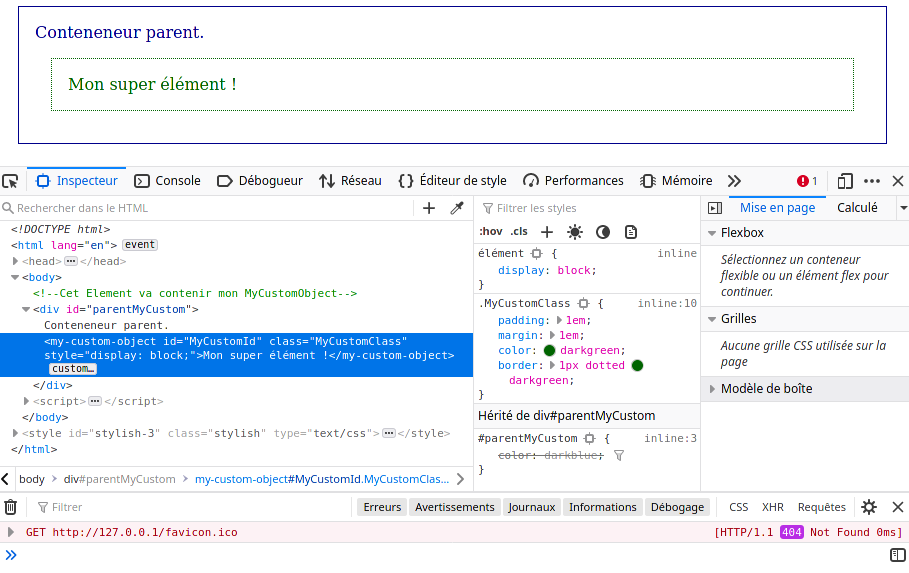 Conteneneur parent.
Mon super élément !
Inspecteur Console Débogueur Réseau {} Éditeur de style Performances Mémoire 1
Rechercher dans le HTML
<!DOCTYPE html>
<html lang="en"> event
<head> ··· </head>
<body>
<!--Cet Element va contenir mon MyCustomObject-->
<div id="parentMyCustom">
Conteneneur parent.
<my-custom-object id="MyCustomId" class="MyCustomClass"
style="display: block;">Mon super élément !</my-custom-object>
custom…
</div>
<script> ··· </script>
</body>
<style id="stylish-3" class="stylish" type="text/css"> ··· </style>
</html>
body div#parentMyCustom my-custom-object#MyCustomId.MyCustomClas…
Filtrer les styles
:hov .cls +
élément { inline
display: block;
}
.MyCustomClass { inline:10
padding: 1em;
margin: 1em;
color: darkgreen;
border: 1px dotted
darkgreen;
}
Hérité de div#parentMyCustom
#parentMyCustom { inline:3
color: darkblue;
}
Mise en page Calculé
Flexbox
Sélectionnez un conteneur
flexible ou un élément flex pour
continuer.
Grilles
Aucune grille CSS utilisée sur la
page
Modèle de boîte
Filtrer Erreurs Avertissements Journaux Informations Débogage CSS XHR Requêtes
GET http://127.0.0.1/favicon.ico [HTTP/1.1 404 Not Found 0ms]